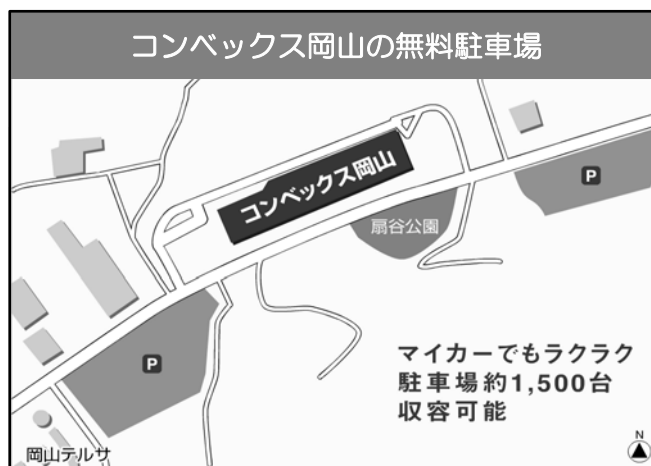 コンベックス岡山の無料駐車場
コンベックス岡山
P
扇谷公園
P
マイカーでもラクラク
駐車場約1,500台
収容可能
岡山テルサ
N